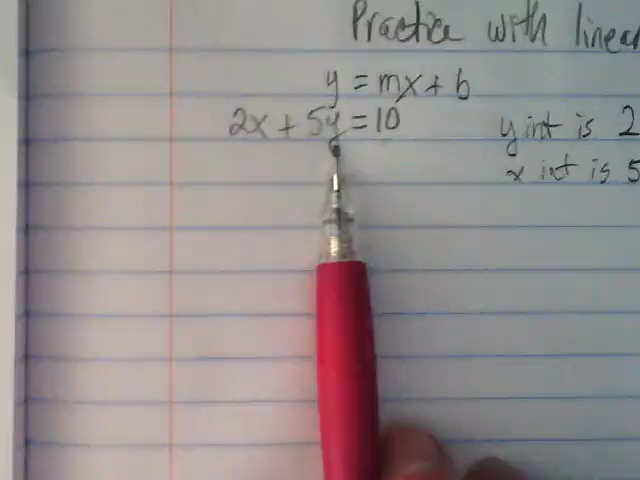 Practice with linear
y = mx + b
2x + 5y = 10
y int is 2
x int is 5